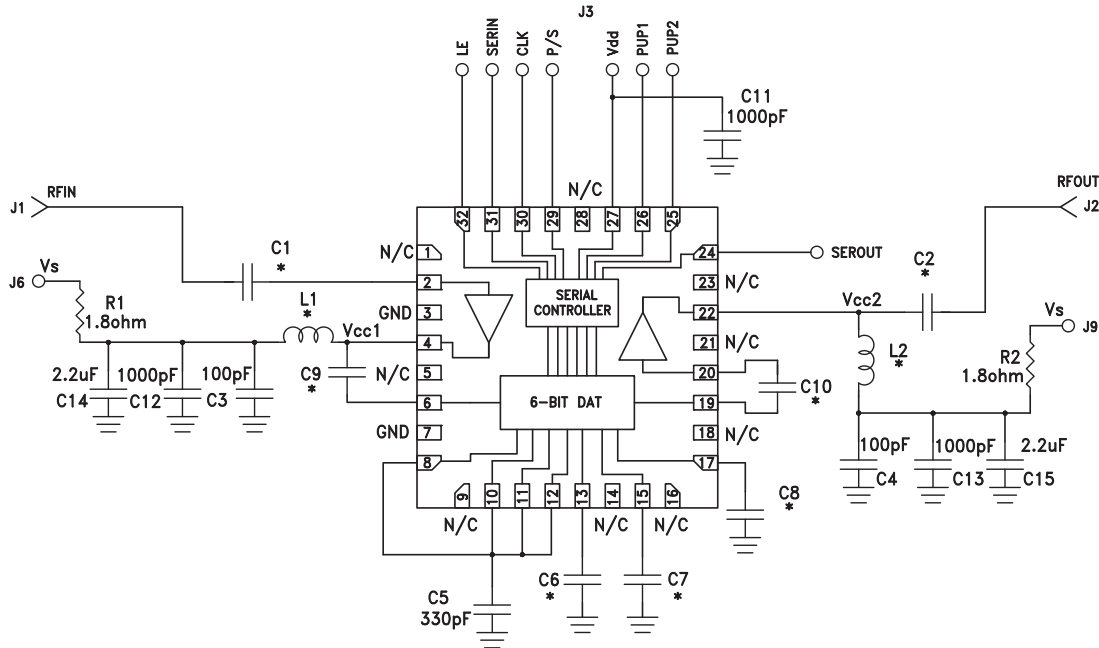 J3
LE
SERIN
CLK
P/S
Vdd
PUP1
PUP2
C11
1000pF
N/C
RFIN
J1
RFOUT
J2
32
31
30
29
28
27
26
25
C1
*
N/C
1
24
SEROUT
C2
*
J6
Vs
2
23
N/C
SERIAL
CONTROLLER
R1
1.8ohm
L1
*
GND
3
22
Vcc2
Vs
J9
Vcc1
4
21
N/C
L2
*
R2
1.8ohm
2.2uF
C14
1000pF
C12
100pF
C3
C9
*
N/C
5
20
C10
*
6
6-BIT DAT
19
GND
7
18
N/C
8
17
100pF
C4
1000pF
C13
2.2uF
C15
9
10
11
12
13
14
15
16
C8
*
N/C
N/C
N/C
N/C
C5
330pF
C6
*
C7
*